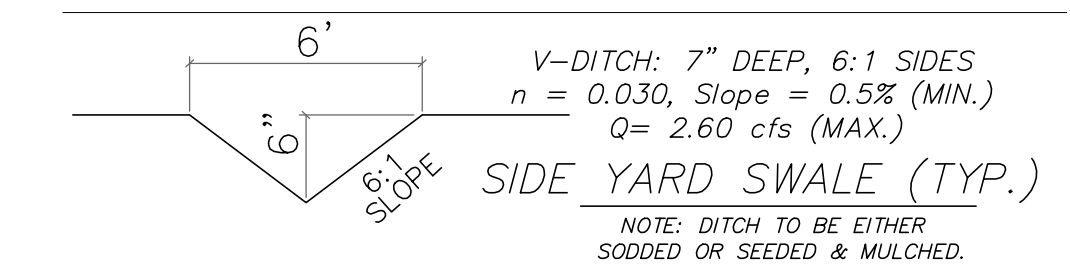 6'
6"
6:1
SLOPE
V-DITCH: 7" DEEP, 6:1 SIDES
n = 0.030, Slope = 0.5% (MIN.)
Q= 2.60 cfs (MAX.)
SIDE YARD SWALE (TYP.)
NOTE: DITCH TO BE EITHER
SODDED OR SEEDED & MULCHED.